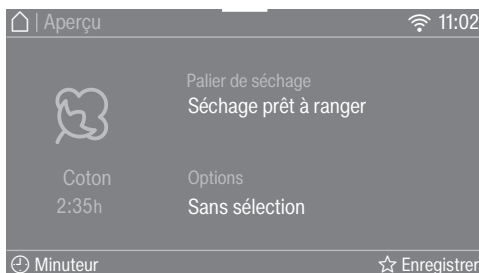 | Aperçu
11:02
Palier de séchage
Séchage prêt à ranger
Coton
2:35h
Options
Sans sélection
Minuteur
Enregistrer